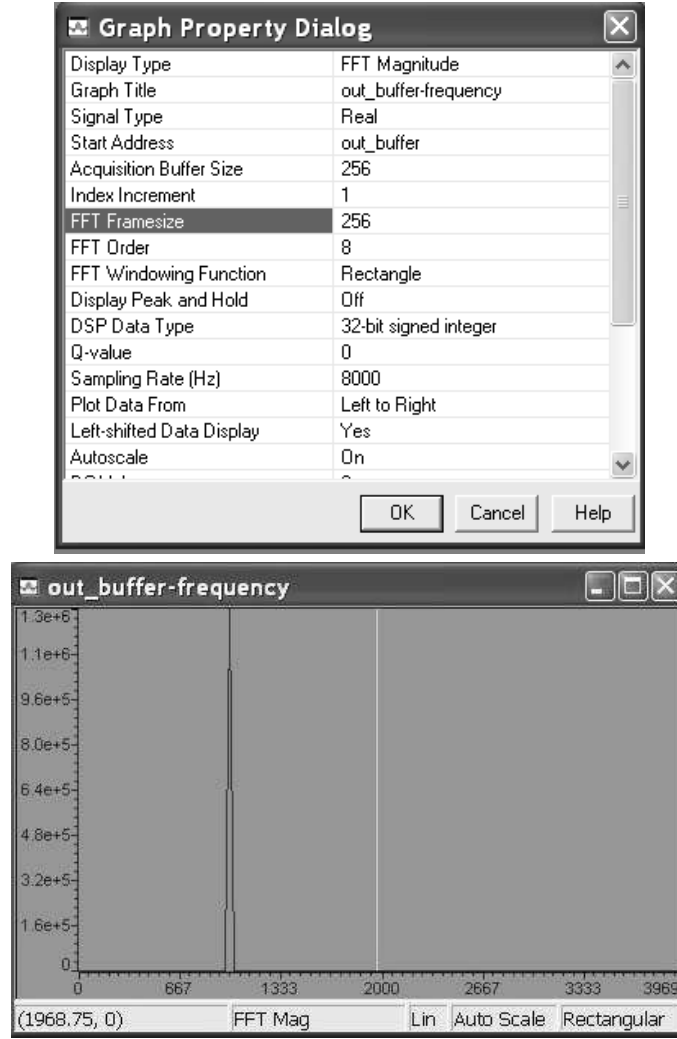 Graph Property Dialog
Display Type FFT Magnitude
Graph Title out_buffer-frequency
Signal Type Real
Start Address out_buffer
Acquisition Buffer Size 256
Index Increment 1
FFT Framesize 256
FFT Order 8
FFT Windowing Function Rectangle
Display Peak and Hold Off
DSP Data Type 32-bit signed integer
Q-value 0
Sampling Rate (Hz) 8000
Plot Data From Left to Right
Left-shifted Data Display Yes
Autoscale On
OK Cancel Help
out_buffer-frequency
1.3e+6
1.1e+6
9.6e+5
8.0e+5
6.4e+5
4.8e+5
3.2e+5
1.6e+5
0
0 667 1333 2000 2667 3333 3969
(1968.75, 0) FFT Mag Lin Auto Scale Rectangular